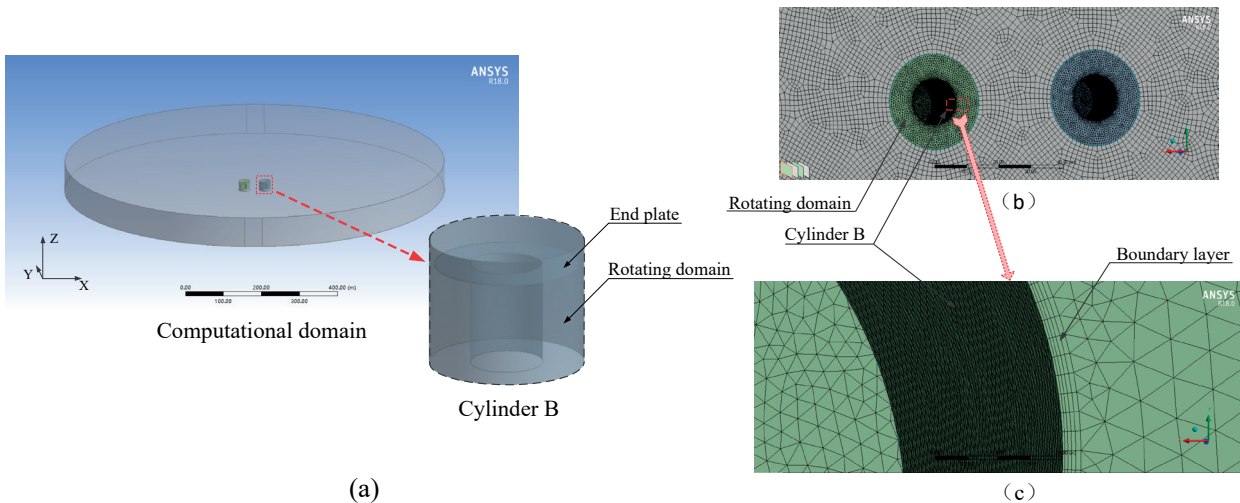 ANSYS
R18.0
Z
Y
X
0.00 200.00 400.00 (m)
100.00 300.00
Computational domain
End plate
Rotating domain
Cylinder B
(a)
ANSYS
R18.0
Rotating domain
Cylinder B
(b)
Boundary layer
ANSYS
R18.0
(c)